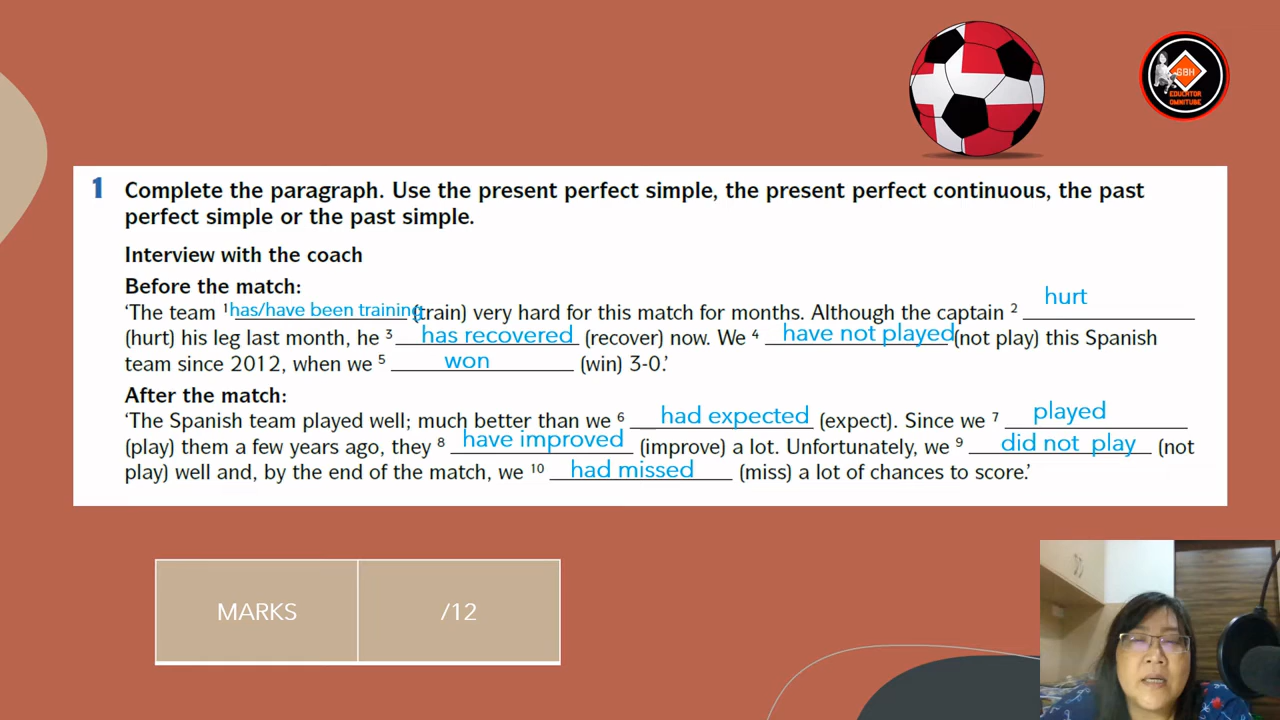 GBH
EDUCATOR
OMNITUBE
1 Complete the paragraph. Use the present perfect simple, the present perfect continuous, the past
perfect simple or the past simple.
Interview with the coach
Before the match:
‘The team 1 has/have been training (train) very hard for this match for months. Although the captain 2 hurt
(hurt) his leg last month, he 3 has recovered (recover) now. We 4 have not played (not play) this Spanish
team since 2012, when we 5 won (win) 3-0.’
After the match:
‘The Spanish team played well; much better than we 6 had expected (expect). Since we 7 played
(play) them a few years ago, they 8 have improved (improve) a lot. Unfortunately, we 9 did not play (not
play) well and, by the end of the match, we 10 had missed (miss) a lot of chances to score.’
MARKS /12